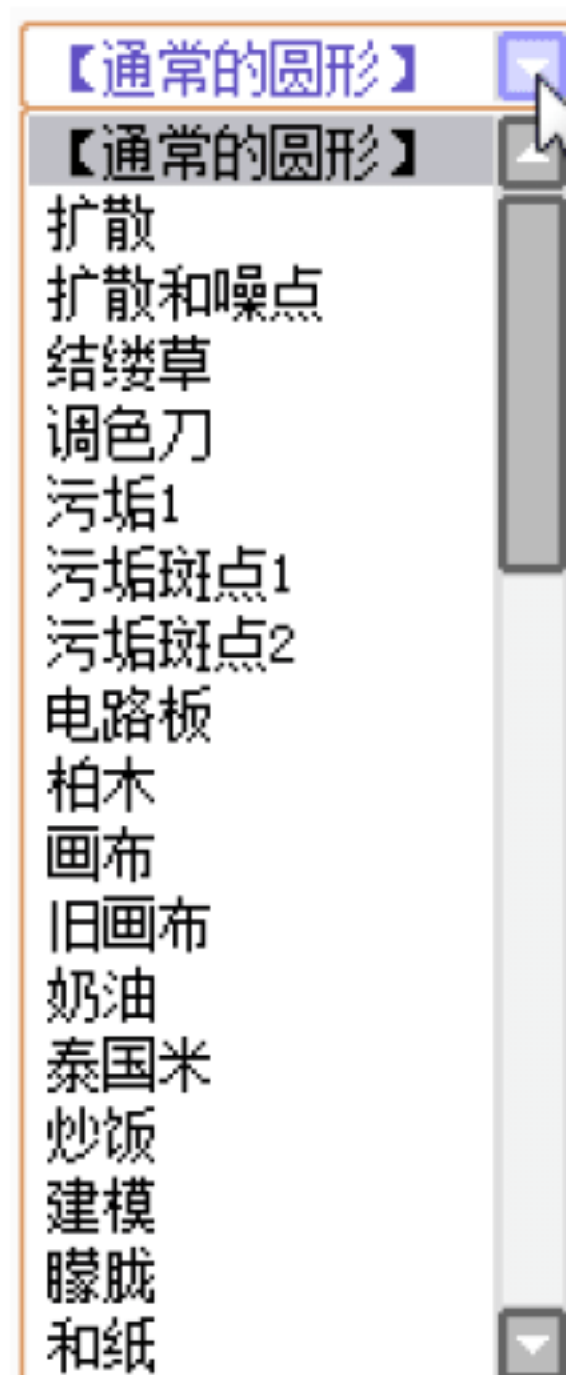 【通常的圆形】
【通常的圆形】
扩散
扩散和噪点
结缕草
调色刀
污垢1
污垢斑点1
污垢斑点2
电路板
柏木
画布
旧画布
奶油
泰国米
炒饭
建模
朦胧
和纸